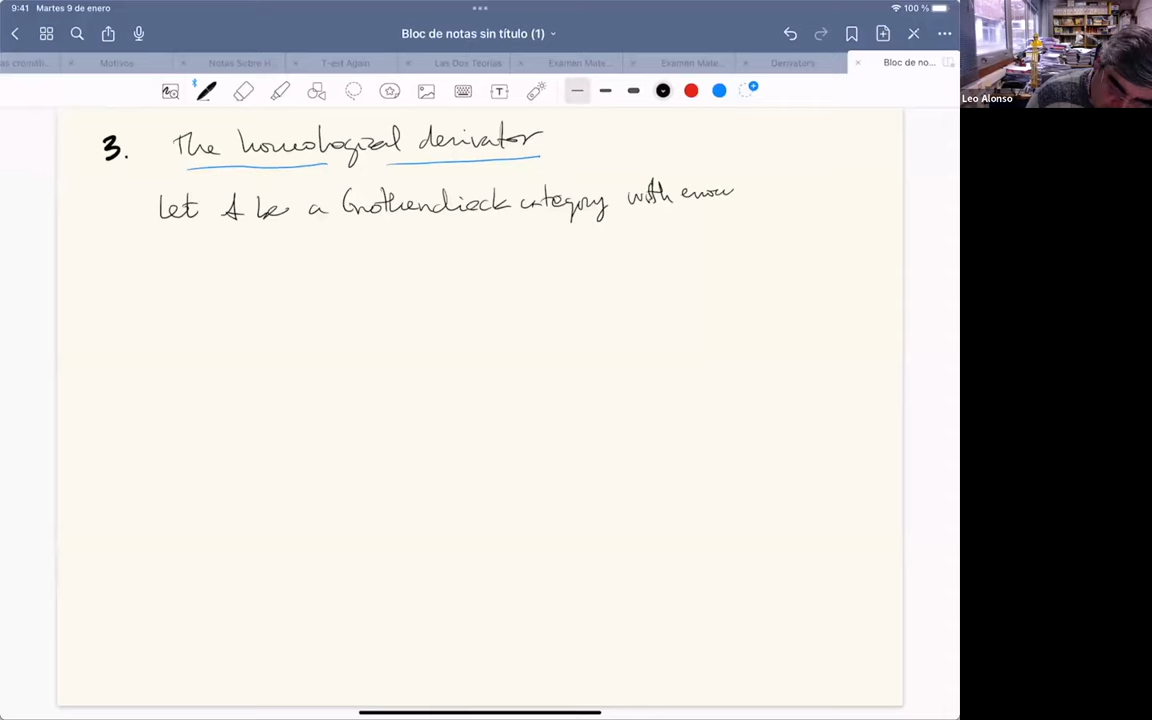 9:41 Martes 9 de enero
100 %
Bloc de notas sin título (1)
Motivos
Notas Sobre H...
T-est Again
Las Dos Teorías
Examen Mate...
Examen Mate...
Derivators
Bloc de no...
Leo Alonso
3. The homological derivator
Let A be a Grothendieck category with enou